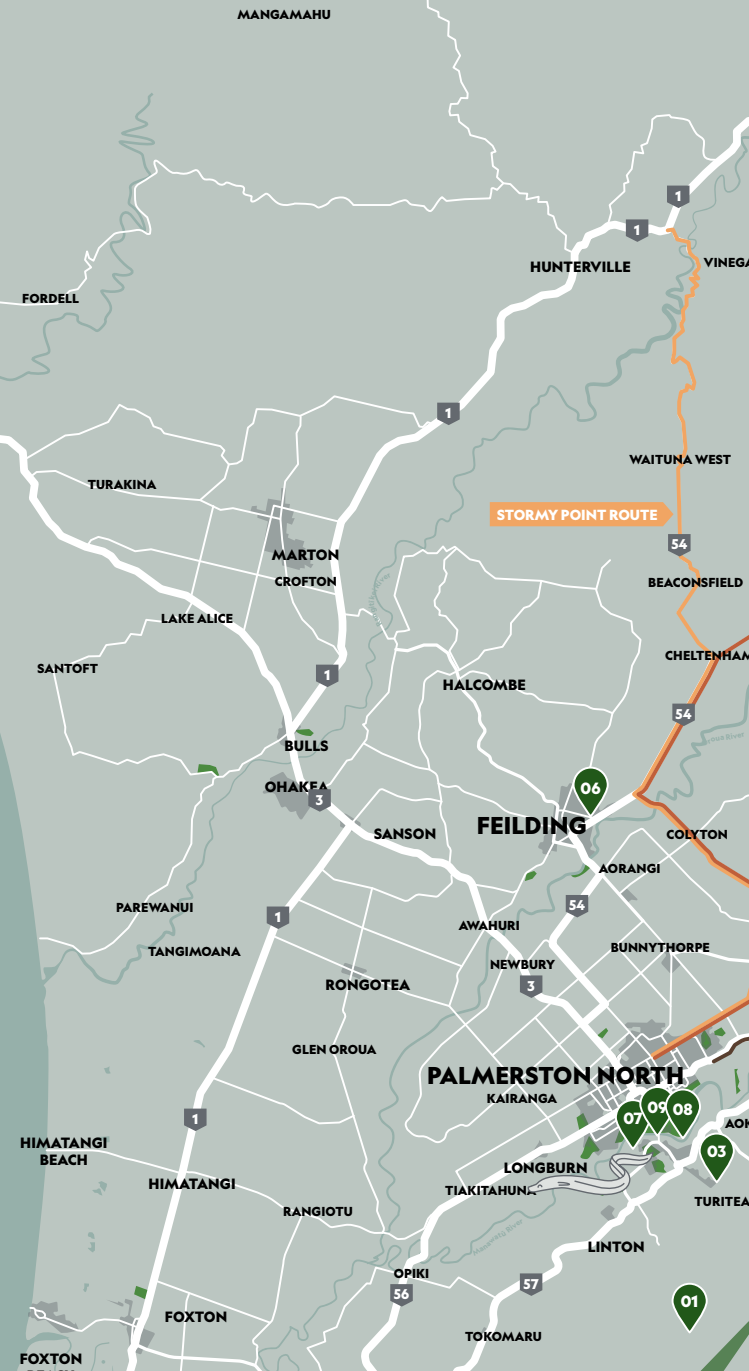 MANGAMAHU
1
1
HUNTERVILLE
VINEGA
FORDELL
1
WAITUNA WEST
TURAKINA
STORMY POINT ROUTE
54
MARTON
CROFTON
BEACONSFIELD
LAKE ALICE
CHELTENHAM
SANTOFT
1
HALCOMBE
54
BULLS
OHAKEA
3
06
FEILDING
SANSON
COLYTON
AORANGI
54
PAREWANUI
1
AWAHURI
TANGIMOANA
BUNNYTHORPE
NEWBURY
3
RONGOTEA
GLEN OROUA
PALMERSTON NORTH
KAIRANGA
1
07
09
08
AOK
HIMATANGI
BEACH
03
LONGBURN
HIMATANGI
TIAKITAHUNA
TURITEA
RANGIOTU
Manawatu River
LINTON
OPIKI
56
57
01
FOXTON
TOKOMARU
FOXTON